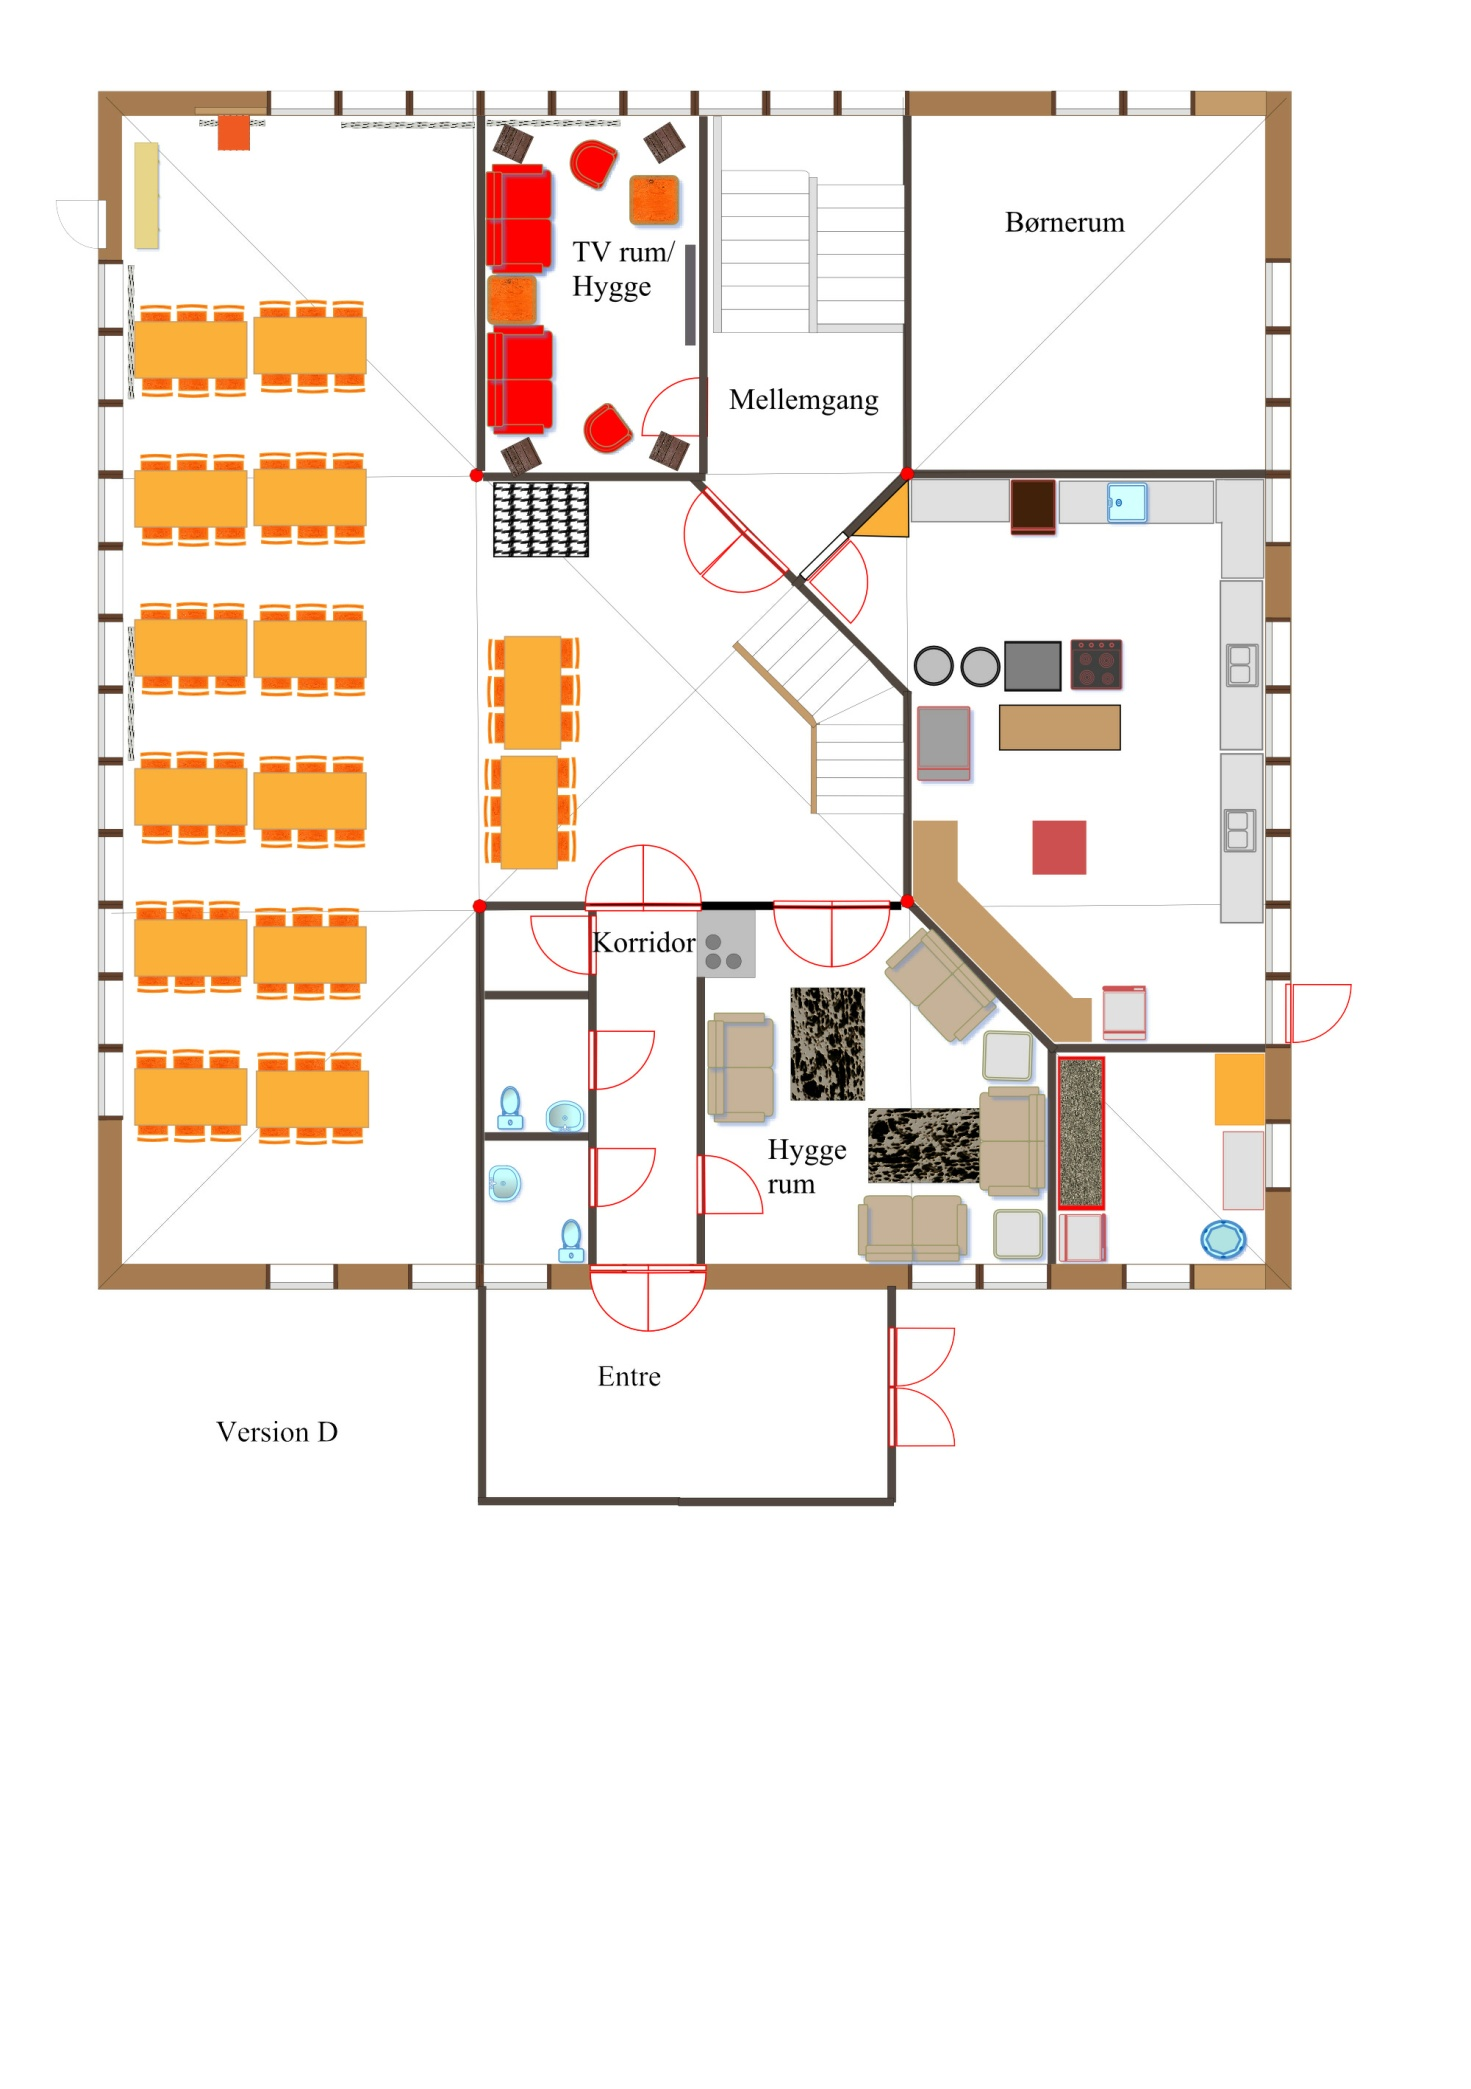 Børnerum
TV rum/
Hygge
Mellemgang
Korridor
Hygge
rum
Entre
Version D